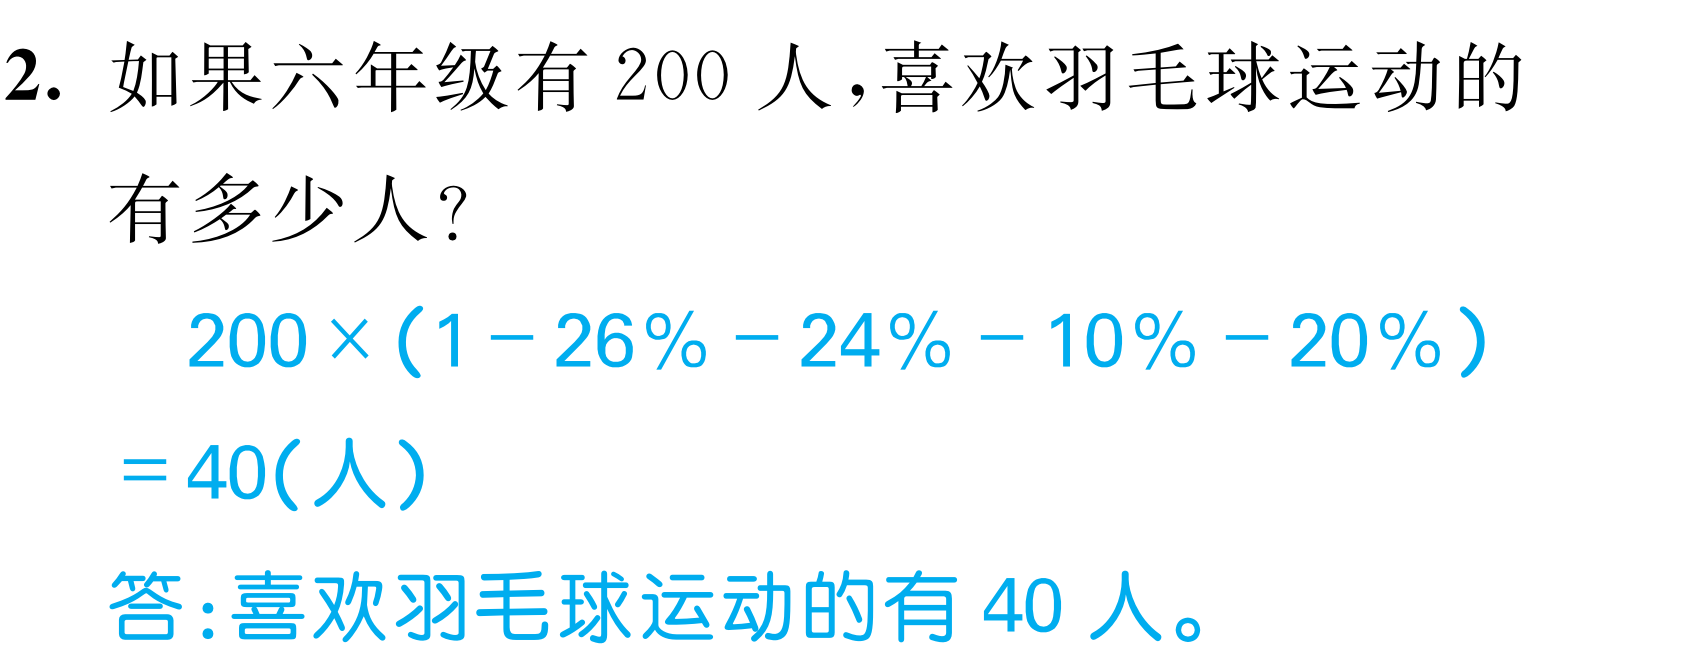 2. 如果六年级有 200 人,喜欢羽毛球运动的
有多少人?
200×(1-26%-24%-10%-20%)
=40(人)
答:喜欢羽毛球运动的有 40 人。